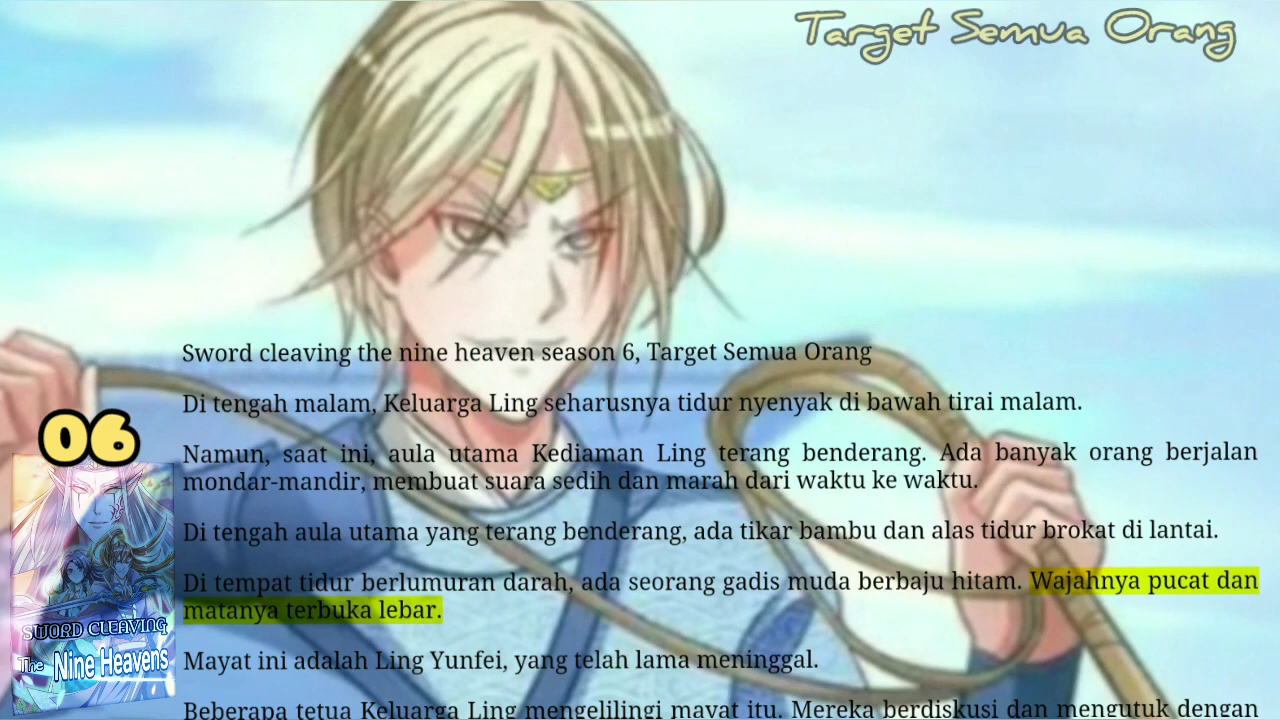 Target Semua Orang
Sword cleaving the nine heaven season 6, Target Semua Orang
Di tengah malam, Keluarga Ling seharusnya tidur nyenyak di bawah tirai malam.
Namun, saat ini, aula utama Kediaman Ling terang benderang. Ada banyak orang berjalan
mondar-mandir, membuat suara sedih dan marah dari waktu ke waktu.
Di tengah aula utama yang terang benderang, ada tikar bambu dan alas tidur brokat di lantai.
Di tempat tidur berlumuran darah, ada seorang gadis muda berbaju hitam. Wajahnya pucat dan
matanya terbuka lebar.
Mayat ini adalah Ling Yunfei, yang telah lama meninggal.
Beberapa tetua Keluarga Ling mengelilingi mayat itu. Mereka berdiskusi dan mengutuk dengan
06
SWORD CLEAVING
The Nine Heavens